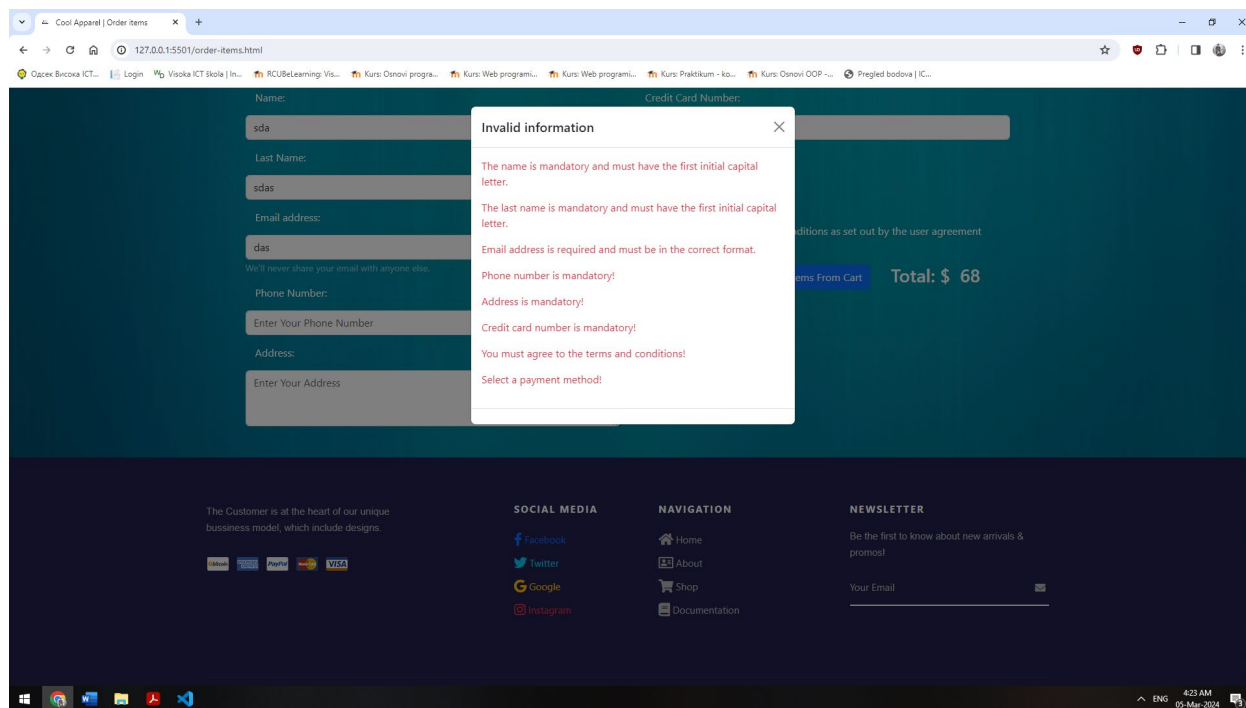 Cool Apparel | Order items
127.0.0.1:5501/order-items.html
Одсек Висока ICT...
Login
Visoka ICT škola | In...
RCUBeLearning: Vis...
Kurs: Osnovi progra...
Kurs: Web programi...
Kurs: Web programi...
Kurs: Praktikum - ko...
Kurs: Osnovi OOP -...
Pregled bodova | IC...
Name:
sda
Last Name:
sdas
Email address:
das
We'll never share your email with anyone else.
Phone Number:
Enter Your Phone Number
Address:
Enter Your Address
Credit Card Number:
Invalid information
The name is mandatory and must have the first initial capital
letter.
The last name is mandatory and must have the first initial capital
letter.
Email address is required and must be in the correct format.
Phone number is mandatory!
Address is mandatory!
Credit card number is mandatory!
You must agree to the terms and conditions!
Select a payment method!
nditions as set out by the user agreement
ems From Cart
Total: $ 68
The Customer is at the heart of our unique
bussiness model, which include designs.
PayPal
VISA
SOCIAL MEDIA
Facebook
Twitter
Google
Instagram
NAVIGATION
Home
About
Shop
Documentation
NEWSLETTER
Be the first to know about new arrivals &
promos!
Your Email
ENG
4:23 AM
05-Mar-2024
3